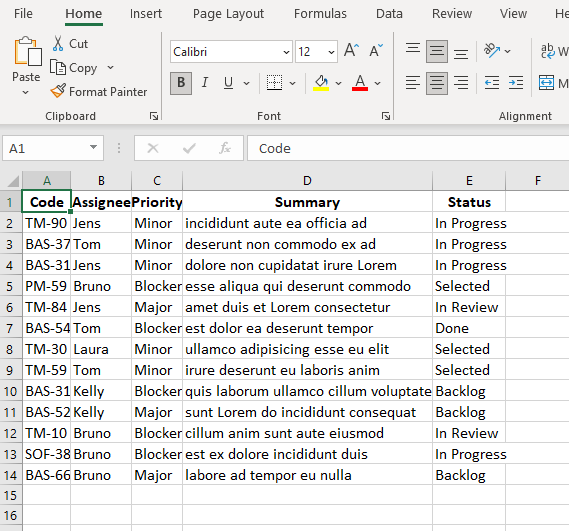 File Home Insert Page Layout Formulas Data Review View He
Paste Cut Calibri 12 A A ab W
Copy
Format Painter B I U A M
Clipboard Font Alignment
A1 fx Code
A B C D E F
1 Code Assignee Priority Summary Status
2 TM-90 Jens Minor incididunt aute ea officia ad In Progress
3 BAS-37 Tom Minor deserunt non commodo ex ad In Progress
4 BAS-31 Jens Minor dolore non cupidatat irure Lorem In Progress
5 PM-59 Bruno Blocker esse aliqua qui deserunt commodo Selected
6 TM-84 Jens Major amet duis et Lorem consectetur In Review
7 BAS-54 Tom Blocker est dolor ea deserunt tempor Done
8 TM-30 Laura Minor ullamco adipisicing esse eu elit Selected
9 TM-59 Tom Minor irure deserunt eu laboris anim Selected
10 BAS-31 Kelly Blocker quis laborum ullamco cillum voluptate Backlog
11 BAS-52 Kelly Major sunt Lorem do incididunt consequat Backlog
12 TM-10 Bruno Blocker cillum anim sunt aute eiusmod In Review
13 SOF-38 Bruno Blocker est ex dolore incididunt duis In Progress
14 BAS-66 Bruno Major labore ad tempor eu nulla Backlog
15
16